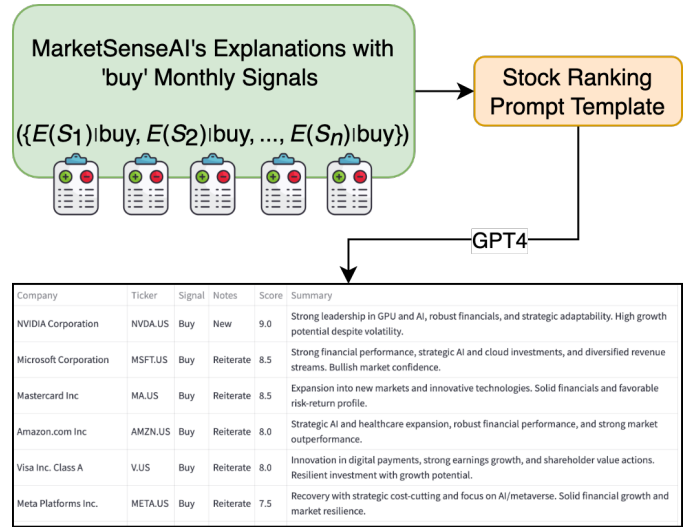 MarketSenseAI's Explanations with
'buy' Monthly Signals
({E(S1)|buy, E(S2)|buy, ..., E(Sn)|buy})
Stock Ranking
Prompt Template
GPT4
Company Ticker Signal Notes Score Summary
NVIDIA Corporation NVDA.US Buy New 9.0 Strong leadership in GPU and AI, robust financials, and strategic adaptability. High growth
potential despite volatility.
Microsoft Corporation MSFT.US Buy Reiterate 8.5 Strong financial performance, strategic AI and cloud investments, and diversified revenue
streams. Bullish market confidence.
Mastercard Inc MA.US Buy Reiterate 8.5 Expansion into new markets and innovative technologies. Solid financials and favorable
risk-return profile.
Amazon.com Inc AMZN.US Buy Reiterate 8.0 Strategic AI and healthcare expansion, robust financial performance, and strong market
outperformance.
Visa Inc. Class A V.US Buy Reiterate 8.0 Innovation in digital payments, strong earnings growth, and shareholder value actions.
Resilient investment with growth potential.
Meta Platforms Inc. META.US Buy Reiterate 7.5 Recovery with strategic cost-cutting and focus on AI/metaverse. Solid financial growth and
market resilience.